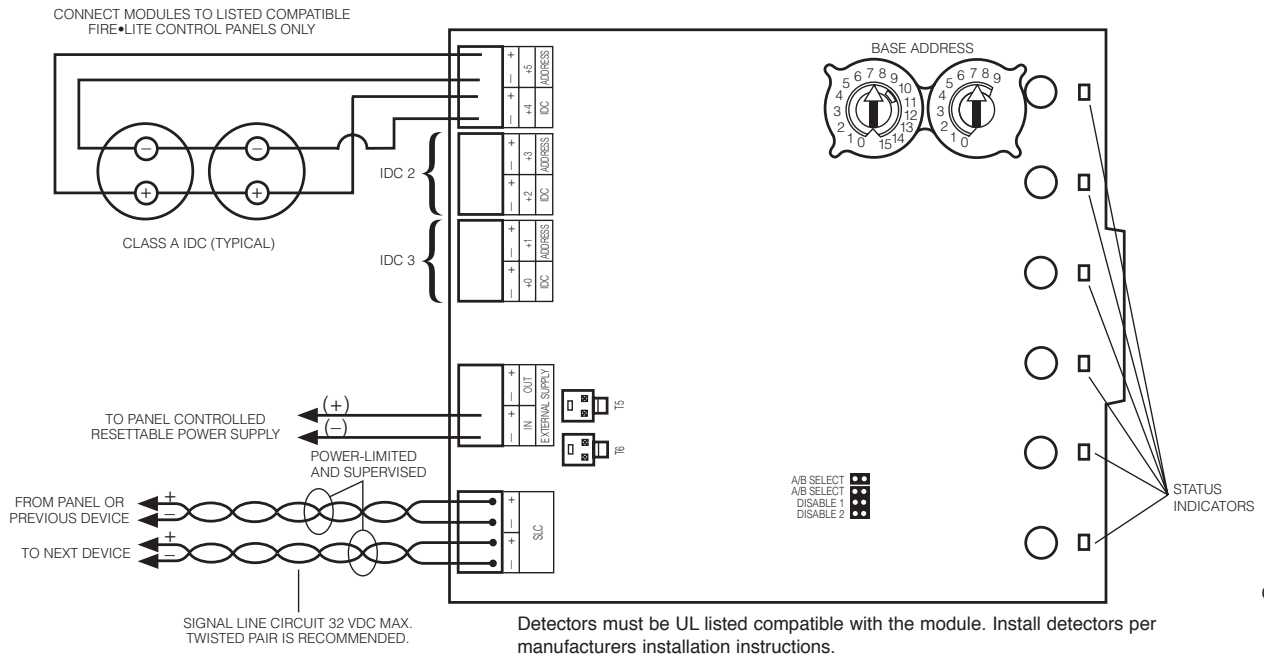 CONNECT MODULES TO LISTED COMPATIBLE
FIRE•LITE CONTROL PANELS ONLY
BASE ADDRESS
0 1 2 3 4 5 6 7 8 9 10 11 12 13 14 15
0 1 2 3 4 5 6 7 8 9
+ − + −
+5 ADDRESS
+4 IDC
− −
+ +
CLASS A IDC (TYPICAL)
IDC 2
+ − + −
+3 ADDRESS
+2 IDC
IDC 3
+ − + −
+1 ADDRESS
+0 IDC
+ − + −
OUT
IN
EXTERNAL SUPPLY
T5
T6
(+)
(−)
TO PANEL CONTROLLED
RESETTABLE POWER SUPPLY
POWER-LIMITED
AND SUPERVISED
A/B SELECT
A/B SELECT
DISABLE 1
DISABLE 2
STATUS
INDICATORS
+
−
FROM PANEL OR
PREVIOUS DEVICE
+
−
TO NEXT DEVICE
+ − + −
SLC
SIGNAL LINE CIRCUIT 32 VDC MAX.
TWISTED PAIR IS RECOMMENDED.
Detectors must be UL listed compatible with the module. Install detectors per
manufacturers installation instructions.